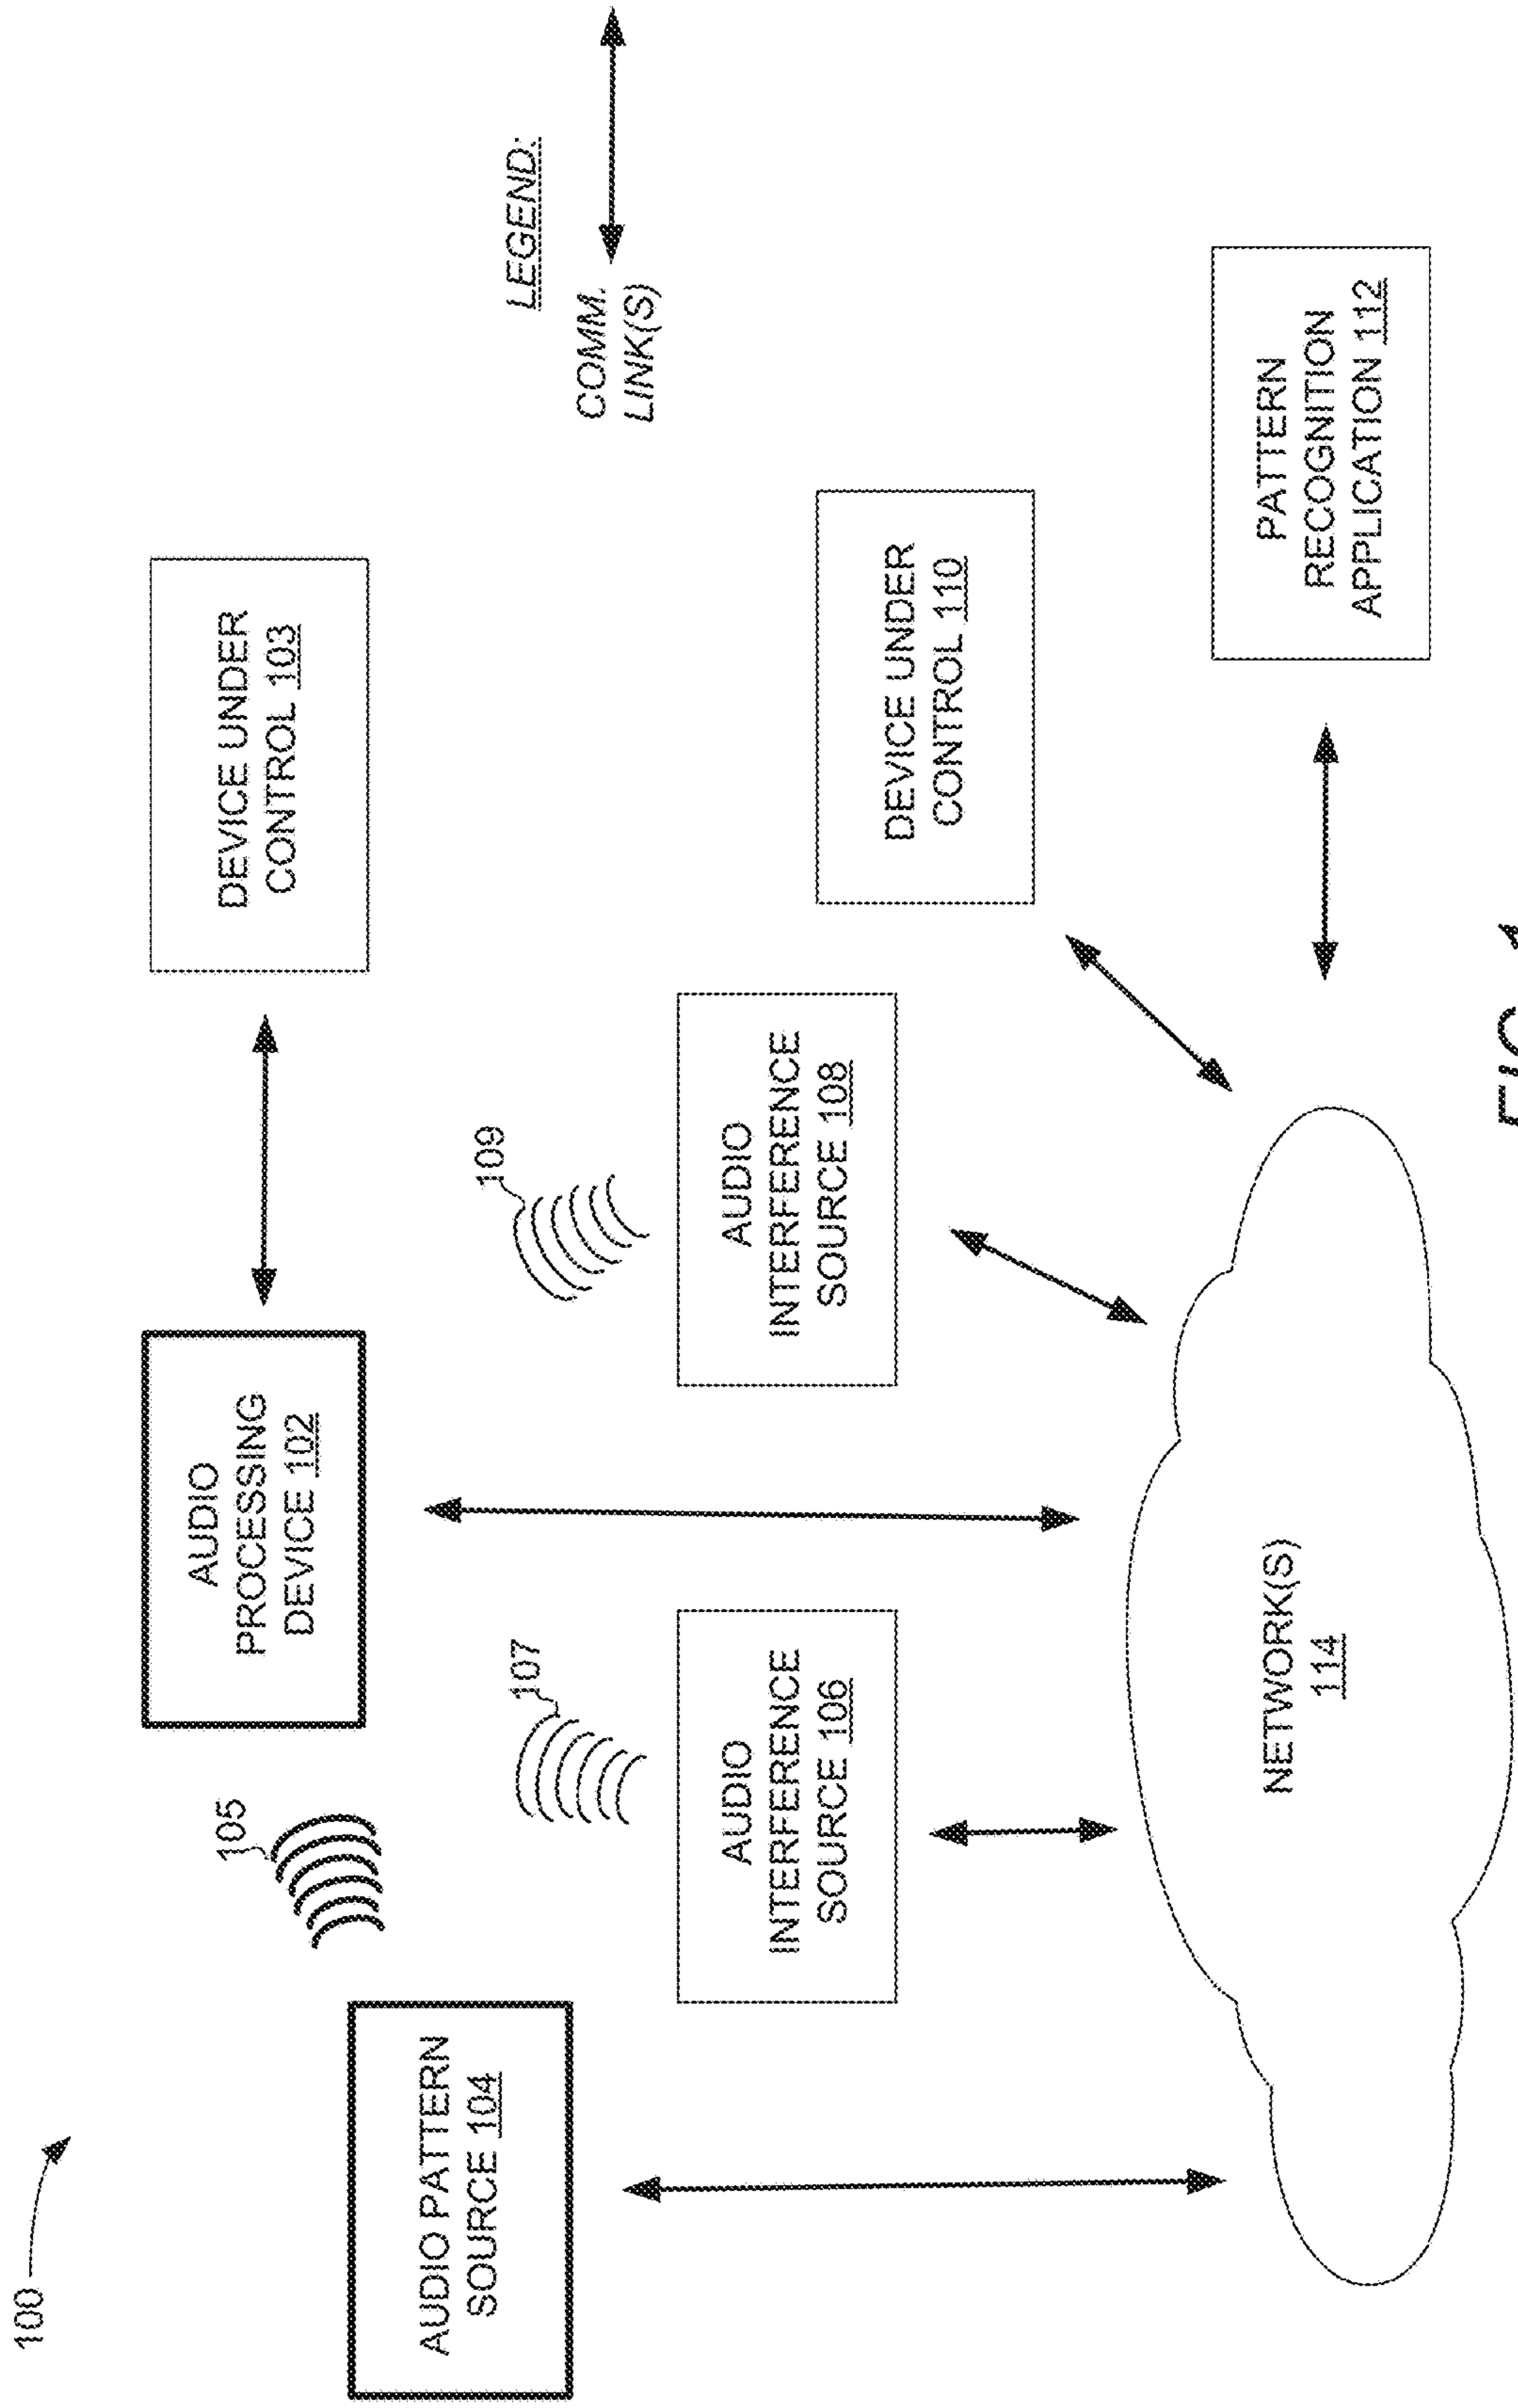 100
AUDIO
PROCESSING
DEVICE 102
DEVICE UNDER
CONTROL 103
105
AUDIO PATTERN
SOURCE 104
107
109
LEGEND:
COMM.
LINK(S)
AUDIO
INTERFERENCE
SOURCE 106
AUDIO
INTERFERENCE
SOURCE 108
DEVICE UNDER
CONTROL 110
NETWORK(S)
114
PATTERN
RECOGNITION
APPLICATION 112